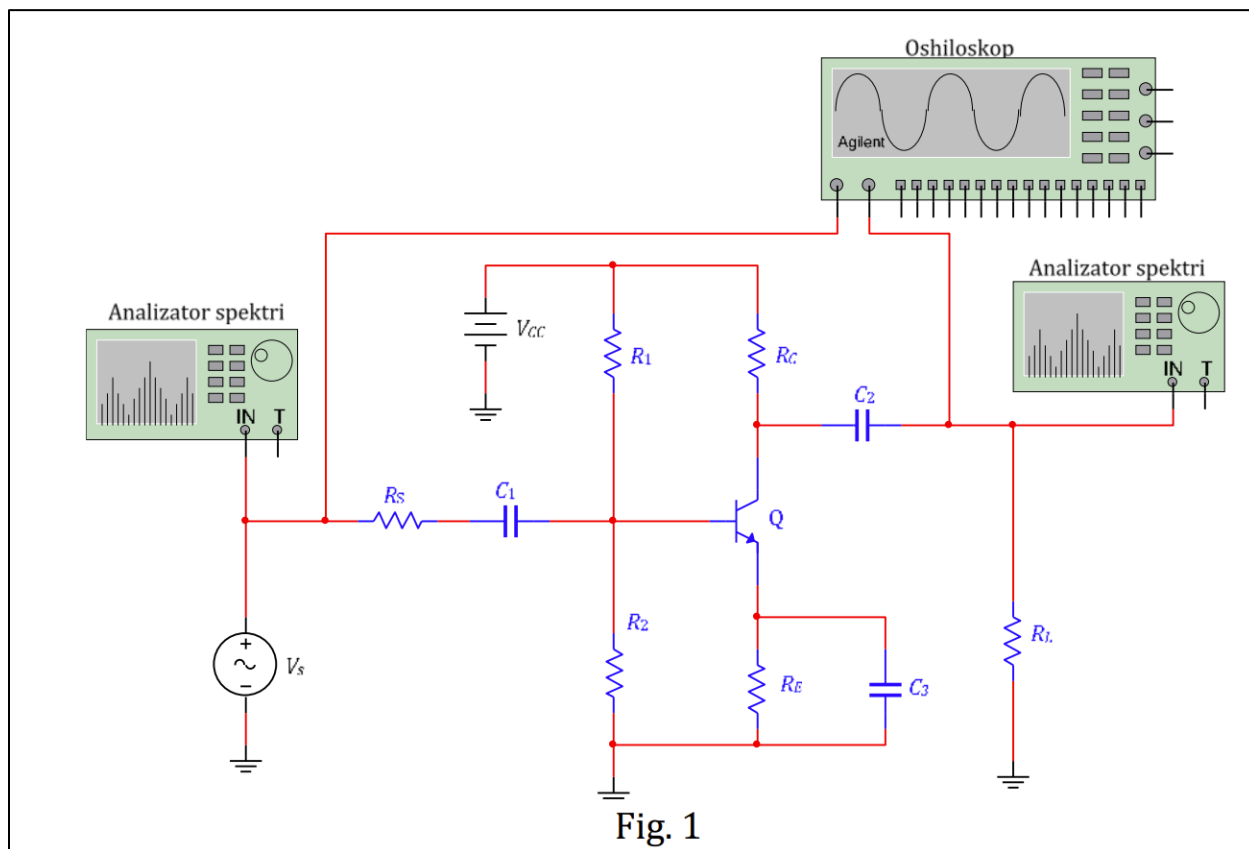 Oshiloskop
Agilent
Analizator spektri
IN T
Analizator spektri
IN T
VCC
R1
RC
C2
RS
C1
Q
R2
RL
VS
RE
C3
Fig. 1